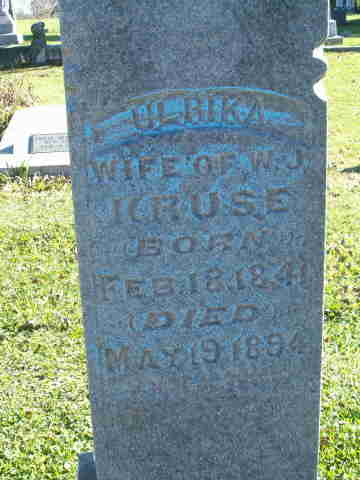 ULRIKA
WIFE OF W. J.
KRUSE
BORN
FEB. 18, 1841
(DIED)
MAY 19, 1894